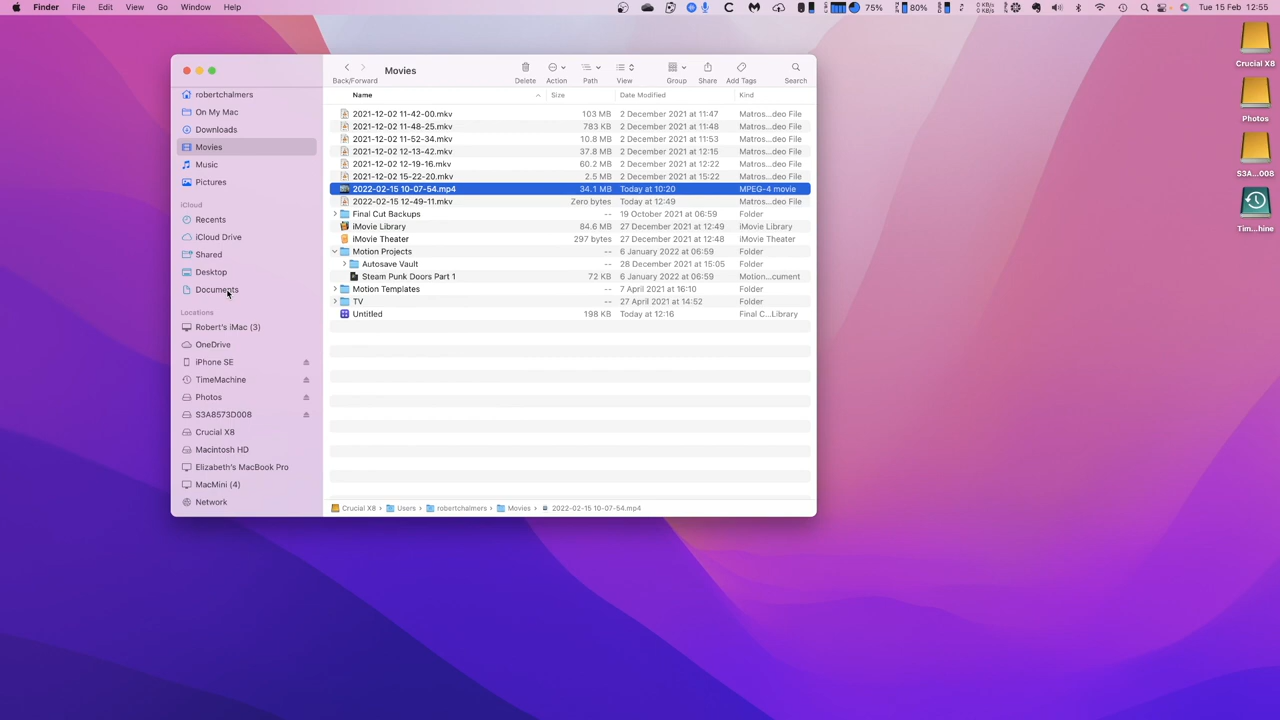 Finder File Edit View Go Window Help
75% 80% 0 KB/s 0 KB/s Tue 15 Feb 12:55
Crucial X8
Photos
S3A...008
Tim...hine
Movies
Back/Forward Delete Action Path View Group Share Add Tags Search
robertchalmers
On My Mac
Downloads
Movies
Music
Pictures
iCloud
Recents
iCloud Drive
Shared
Desktop
Documents
Locations
Robert's iMac (3)
OneDrive
iPhone SE
TimeMachine
Photos
S3A8573D008
Crucial X8
Macintosh HD
Elizabeth's MacBook Pro
MacMini (4)
Network
Name Size Date Modified Kind
2021-12-02 11-42-00.mkv 103 MB 2 December 2021 at 11:47 Matros...deo File
2021-12-02 11-48-25.mkv 783 KB 2 December 2021 at 11:48 Matros...deo File
2021-12-02 11-52-34.mkv 10.8 MB 2 December 2021 at 13:24 Matros...deo File
2021-12-02 12-13-42.mkv 37.8 MB 2 December 2021 at 12:15 Matros...deo File
2021-12-02 12-19-16.mkv 60.2 MB 2 December 2021 at 12:22 Matros...deo File
2021-12-02 15-22-20.mkv 2.5 MB 2 December 2021 at 15:22 Matros...deo File
2022-02-15 10-07-54.mp4 34.1 MB Today at 10:20 MPEG-4 movie
2022-02-15 12-49-11.mkv Zero bytes Today at 12:49 Matros...deo File
Final Cut Backups -- 19 October 2021 at 06:59 Folder
iMovie Library 84.6 MB 27 December 2021 at 12:49 iMovie Library
iMovie Theater 297 bytes 27 December 2021 at 12:48 iMovie Theater
Motion Projects -- 6 January 2022 at 06:59 Folder
Autosave Vault -- 28 December 2021 at 15:05 Folder
Steam Punk Doors Part 1 72 KB 6 January 2022 at 06:59 Motion...cument
Motion Templates -- 7 April 2021 at 16:10 Folder
TV -- 27 April 2021 at 14:52 Folder
Untitled 198 KB Today at 12:16 Final C...Library
Crucial X8 › Users › robertchalmers › Movies › 2022-02-15 10-07-54.mp4